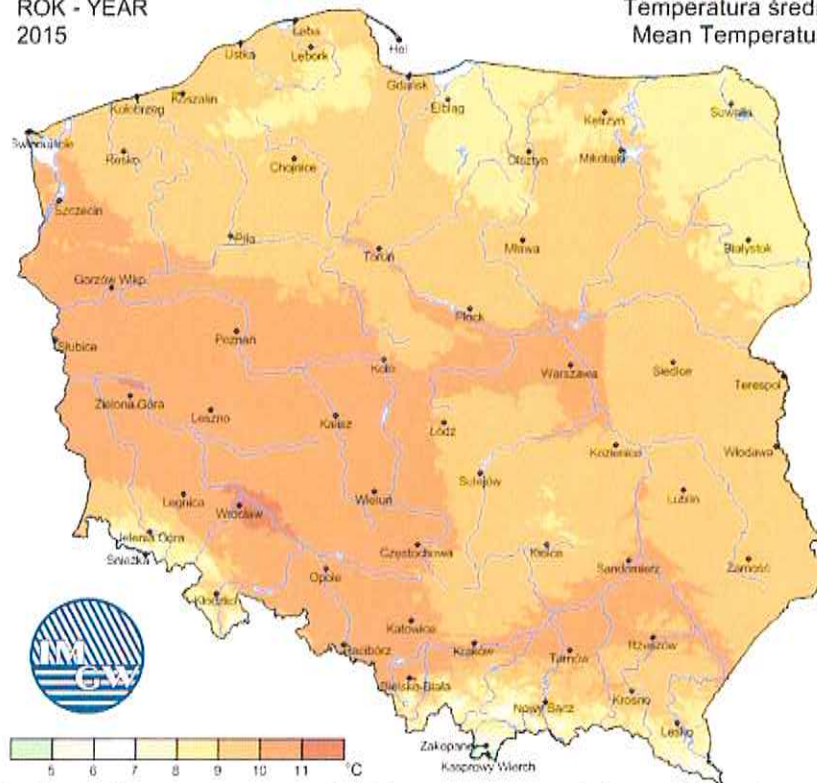 ROK - YEAR
2015
Temperatura śred
Mean Temperatu
Łeba
Hel
Ustka
Lębork
Gdańsk
Kołobrzeg
Koszalin
Elbląg
Kętrzyn
Suwałki
Świnoujście
Resko
Chojnice
Olsztyn
Mikołajki
Szczecin
Piła
Toruń
Mława
Białystok
Gorzów Wlkp.
Płock
Słubice
Poznań
Koło
Warszawa
Siedlce
Terespol
Zielona Góra
Leszno
Kalisz
Łódź
Kozienice
Włodawa
Sulejów
Legnica
Wrocław
Wieluń
Lublin
Jelenia Góra
Śnieżka
Częstochowa
Kielce
Sandomierz
Zamość
Opole
Kłodzko
Katowice
Racibórz
Kraków
Tarnów
Rzeszów
Bielsko-Biała
Nowy Sącz
Krosno
Lesko
Zakopane
Kasprowy Wierch
IM
GW
5 6 7 8 9 10 11 °C